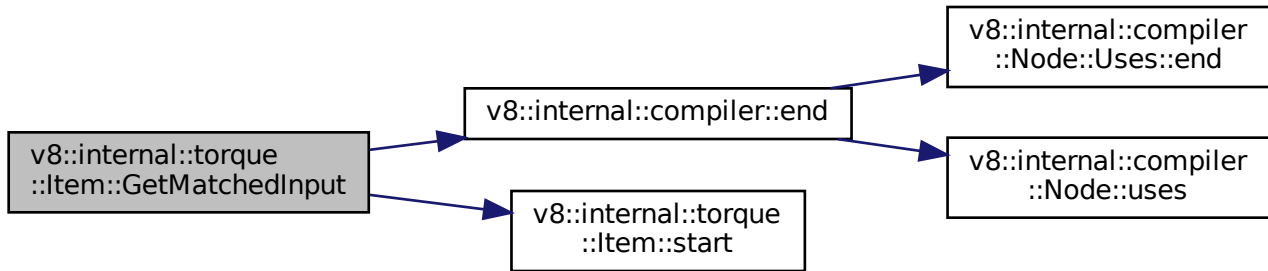 v8::internal::torque
::Item::GetMatchedInput
v8::internal::compiler::end
v8::internal::torque
::Item::start
v8::internal::compiler
::Node::Uses::end
v8::internal::compiler
::Node::uses